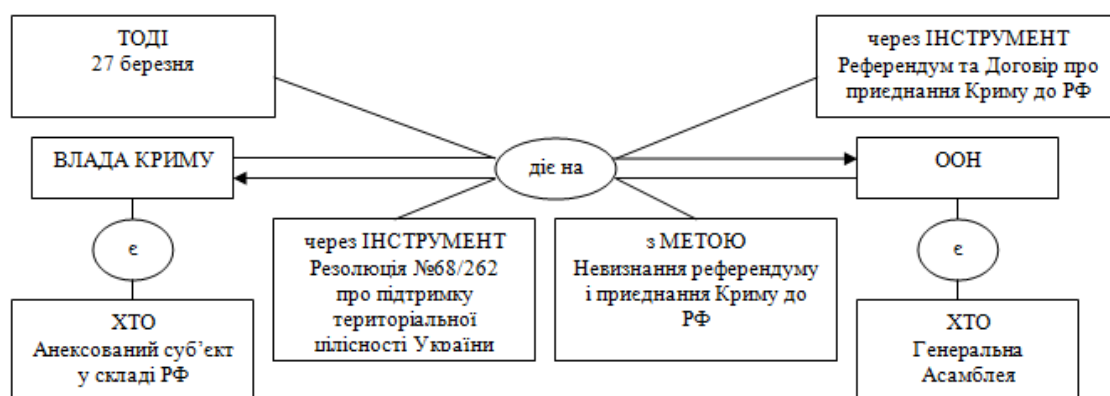 ТОДІ
27 березня
через ІНСТРУМЕНТ
Референдум та Договір про
приєднання Криму до РФ
ВЛАДА КРИМУ
діє на
ООН
є
через ІНСТРУМЕНТ
Резолюція №68/262
про підтримку
територіальної
цілісності України
з МЕТОЮ
Невизнання референдуму
і приєднання Криму до
РФ
є
ХТО
Анексований суб’єкт
у складі РФ
ХТО
Генеральна
Асамблея